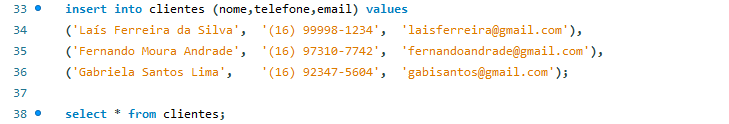 33 insert into clientes (nome,telefone,email) values
34 ('Laís Ferreira da Silva', '(16) 99998-1234', 'laisferreira@gmail.com'),
35 ('Fernando Moura Andrade', '(16) 97310-7742', 'fernandoandrade@gmail.com'),
36 ('Gabriela Santos Lima', '(16) 92347-5604', 'gabisantos@gmail.com');
37
38 select * from clientes;